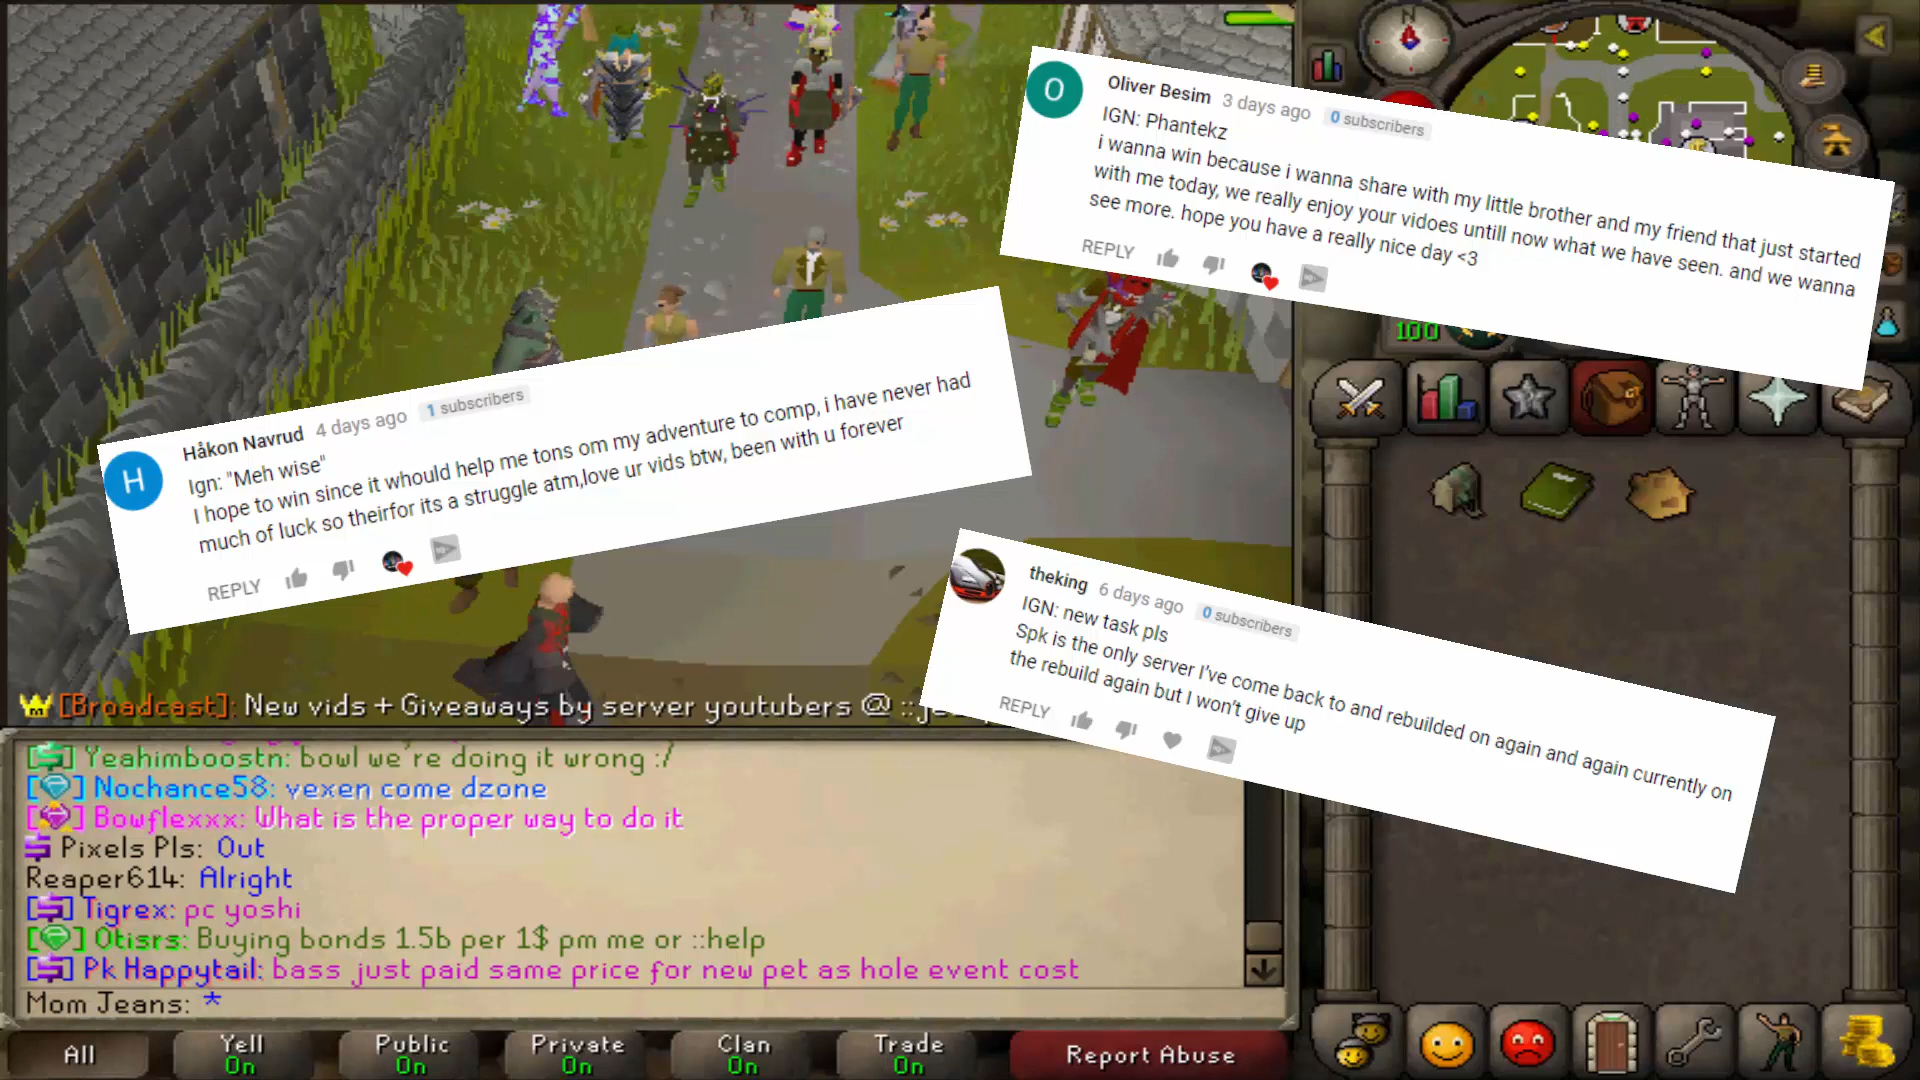 N
O
Oliver Besim 3 days ago 0 subscribers
IGN: Phantekz
i wanna win because i wanna share with my little brother and my friend that just started
with me today, we really enjoy your vidoes untill now what we have seen. and we wanna
see more. hope you have a really nice day <3
REPLY
100
H
Håkon Navrud 4 days ago 1 subscribers
Ign: "Meh wise"
I hope to win since it whould help me tons om my adventure to comp, i have never had
much of luck so theirfor its a struggle atm,love ur vids btw, been with u forever
REPLY
theking 6 days ago 0 subscribers
IGN: new task pls
Spk is the only server I've come back to and rebuilded on again and again currently on
the rebuild again but I won't give up
REPLY
[Broadcast]: New vids + Giveaways by server youtubers @
Yeahimboostn: bowl we're doing it wrong :/
Nochance58: vexen come dzone
Bowflexxx: What is the proper way to do it
Pixels Pls: Out
Reaper614: Alright
Tigrex: pc yoshi
Otisrs: Buying bonds 1.5b per 1$ pm me or ::help
Pk Happytail: bass just paid same price for new pet as hole event cost
Mom Jeans: *
All
Yell
On
Public
On
Private
On
Clan
On
Trade
On
Report Abuse